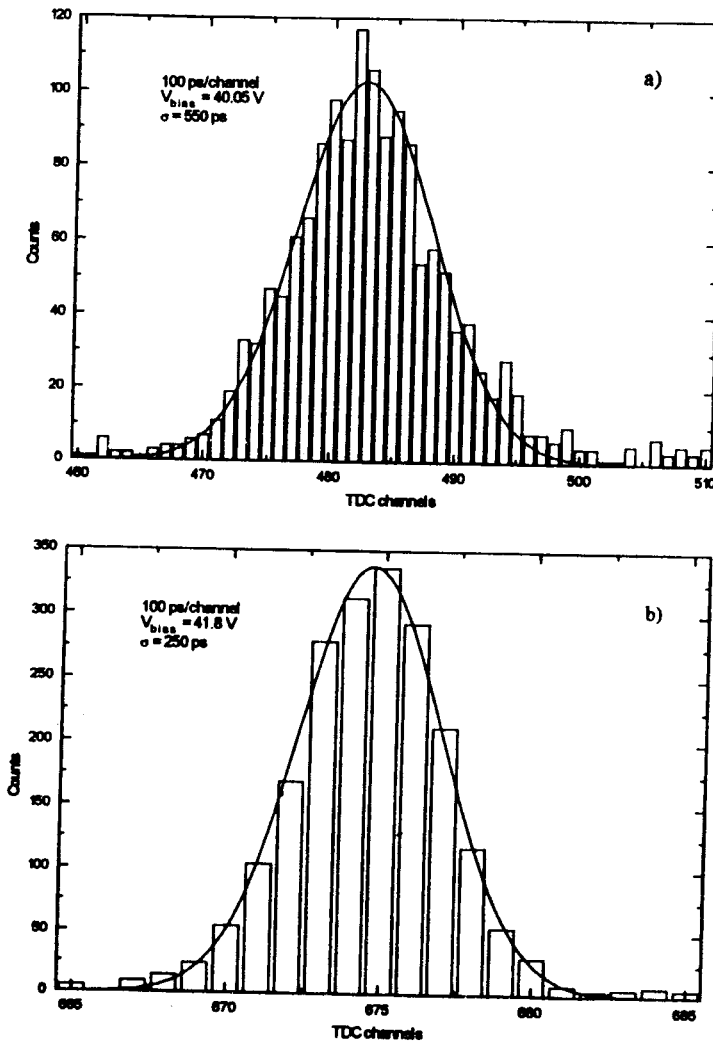 120
100
80
60
40
20
0
Counts
100 ps/channel
V_bias = 40.05 V
σ = 550 ps
a)
460
470
480
490
500
510
TDC channels
350
300
250
200
150
100
50
0
Counts
100 ps/channel
V_bias = 41.8 V
σ = 250 ps
b)
665
670
675
680
685
TDC channels